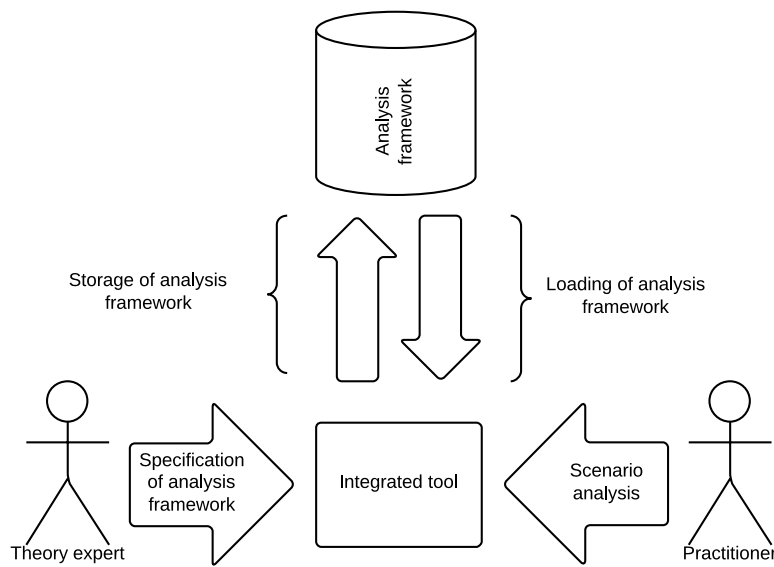 Analysis
framework
Storage of analysis
framework
Loading of analysis
framework
Specification
of analysis
framework
Integrated tool
Scenario
analysis
Theory expert
Practitioner